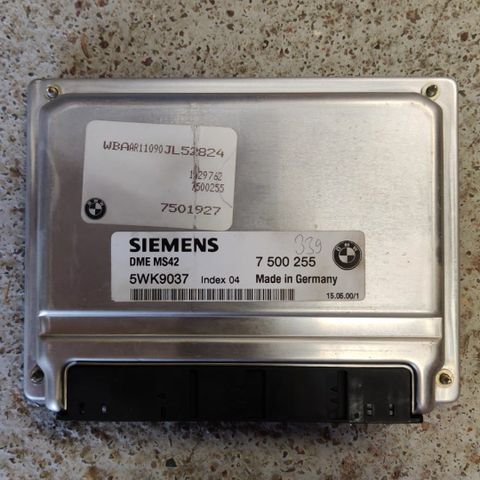 WBAAR11090JL52824
1429762
7500255
7501927
SIEMENS
339
DME MS42
7 500 255
5WK9037 Index 04 Made in Germany
15.05.00/1